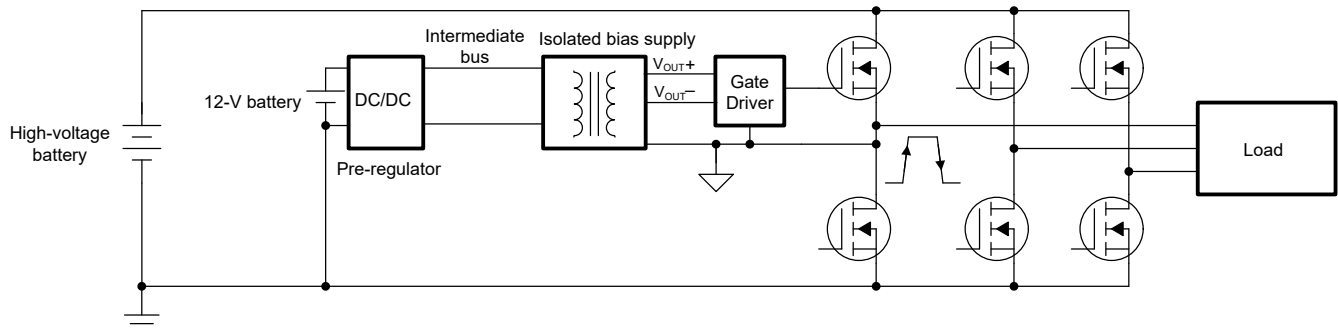 Intermediate
bus
Isolated bias supply
VOUT+
VOUT−
Gate
Driver
12-V battery
DC/DC
Pre-regulator
High-voltage
battery
Load